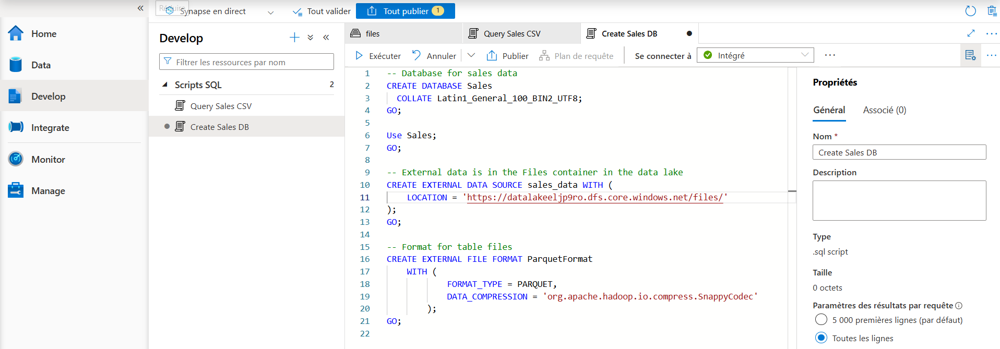 «
Réduire
Synapse en direct
Tout valider
Tout publier 1
Home
Data
Develop
Integrate
Monitor
Manage
Develop
Filtrer les ressources par nom
Scripts SQL 2
Query Sales CSV
Create Sales DB
files
Query Sales CSV
Create Sales DB
Exécuter
Annuler
Publier
Plan de requête
Se connecter à
Intégré
1 -- Database for sales data
2 CREATE DATABASE Sales
3 COLLATE Latin1_General_100_BIN2_UTF8;
4 GO;
5
6 Use Sales;
7 GO;
8
9 -- External data is in the Files container in the data lake
10 CREATE EXTERNAL DATA SOURCE sales_data WITH (
11 LOCATION = 'https://datalakeeljp9ro.dfs.core.windows.net/files/'
12 );
13 GO;
14
15 -- Format for table files
16 CREATE EXTERNAL FILE FORMAT ParquetFormat
17 WITH (
18 FORMAT_TYPE = PARQUET,
19 DATA_COMPRESSION = 'org.apache.hadoop.io.compress.SnappyCodec'
20 );
21 GO;
22
Propriétés
Général Associé (0)
Nom *
Create Sales DB
Description
Type
.sql script
Taille
0 octets
Paramètres des résultats par requête
5 000 premières lignes (par défaut)
Toutes les lignes